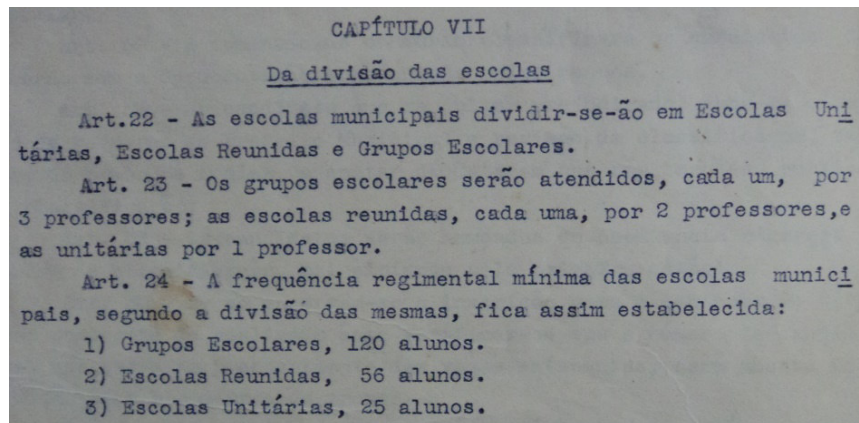 CAPÍTULO VII
Da divisão das escolas
Art.22 - As escolas municipais dividir-se-ão em Escolas Uni
tárias, Escolas Reunidas e Grupos Escolares.
Art. 23 - Os grupos escolares serão atendidos, cada um, por
3 professores; as escolas reunidas, cada uma, por 2 professores,e
as unitárias por 1 professor.
Art. 24 - A frequência regimental mínima das escolas munici
pais, segundo a divisão das mesmas, fica assim estabelecida:
1) Grupos Escolares, 120 alunos.
2) Escolas Reunidas, 56 alunos.
3) Escolas Unitárias, 25 alunos.